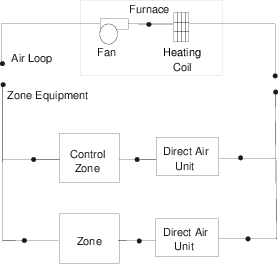 Furnace
Fan
Heating
Coil
Air Loop
Zone Equipment
Control
Zone
Direct Air
Unit
Zone
Direct Air
Unit